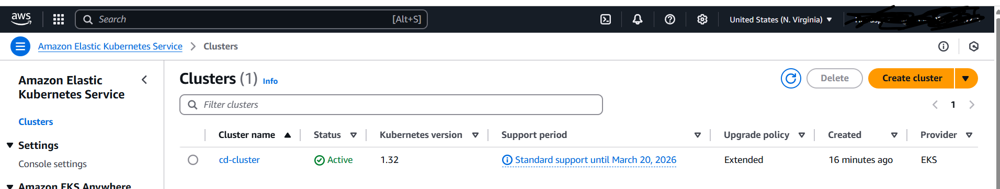 aws
Search [Alt+S] United States (N. Virginia)
Amazon Elastic Kubernetes Service > Clusters
Amazon Elastic
Kubernetes Service
Clusters (1) Info Delete Create cluster
Filter clusters 1
Clusters
Cluster name Status Kubernetes version Support period Upgrade policy Created Provider
Settings
cd-cluster Active 1.32 Standard support until March 20, 2026 Extended 16 minutes ago EKS
Console settings
Amazon EKS Anywhere